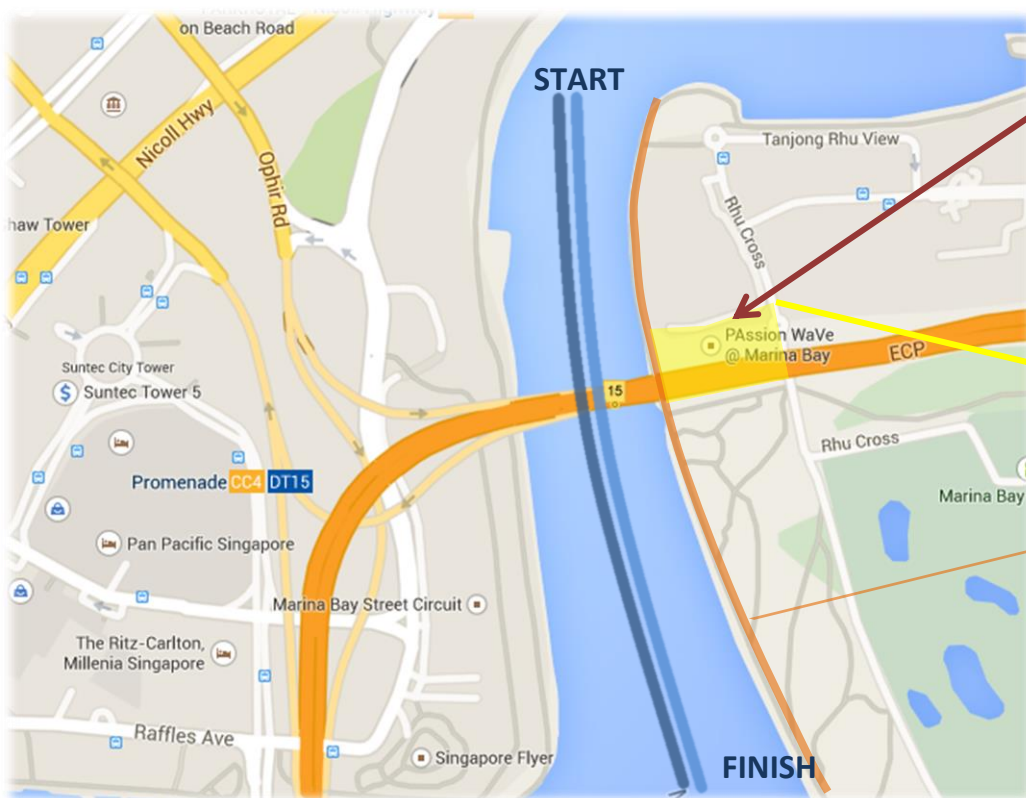 on Beach Road
START
Nicoll Hwy
Ophir Rd
Tanjong Rhu View
Rhu Cross
haw Tower
PAssion WaVe
@ Marina Bay
ECP
Suntec City Tower
Suntec Tower 5
15
Rhu Cross
Promenade CC4 DT15
Marina Bay
Pan Pacific Singapore
Marina Bay Street Circuit
The Ritz-Carlton,
Millenia Singapore
Raffles Ave
Singapore Flyer
FINISH